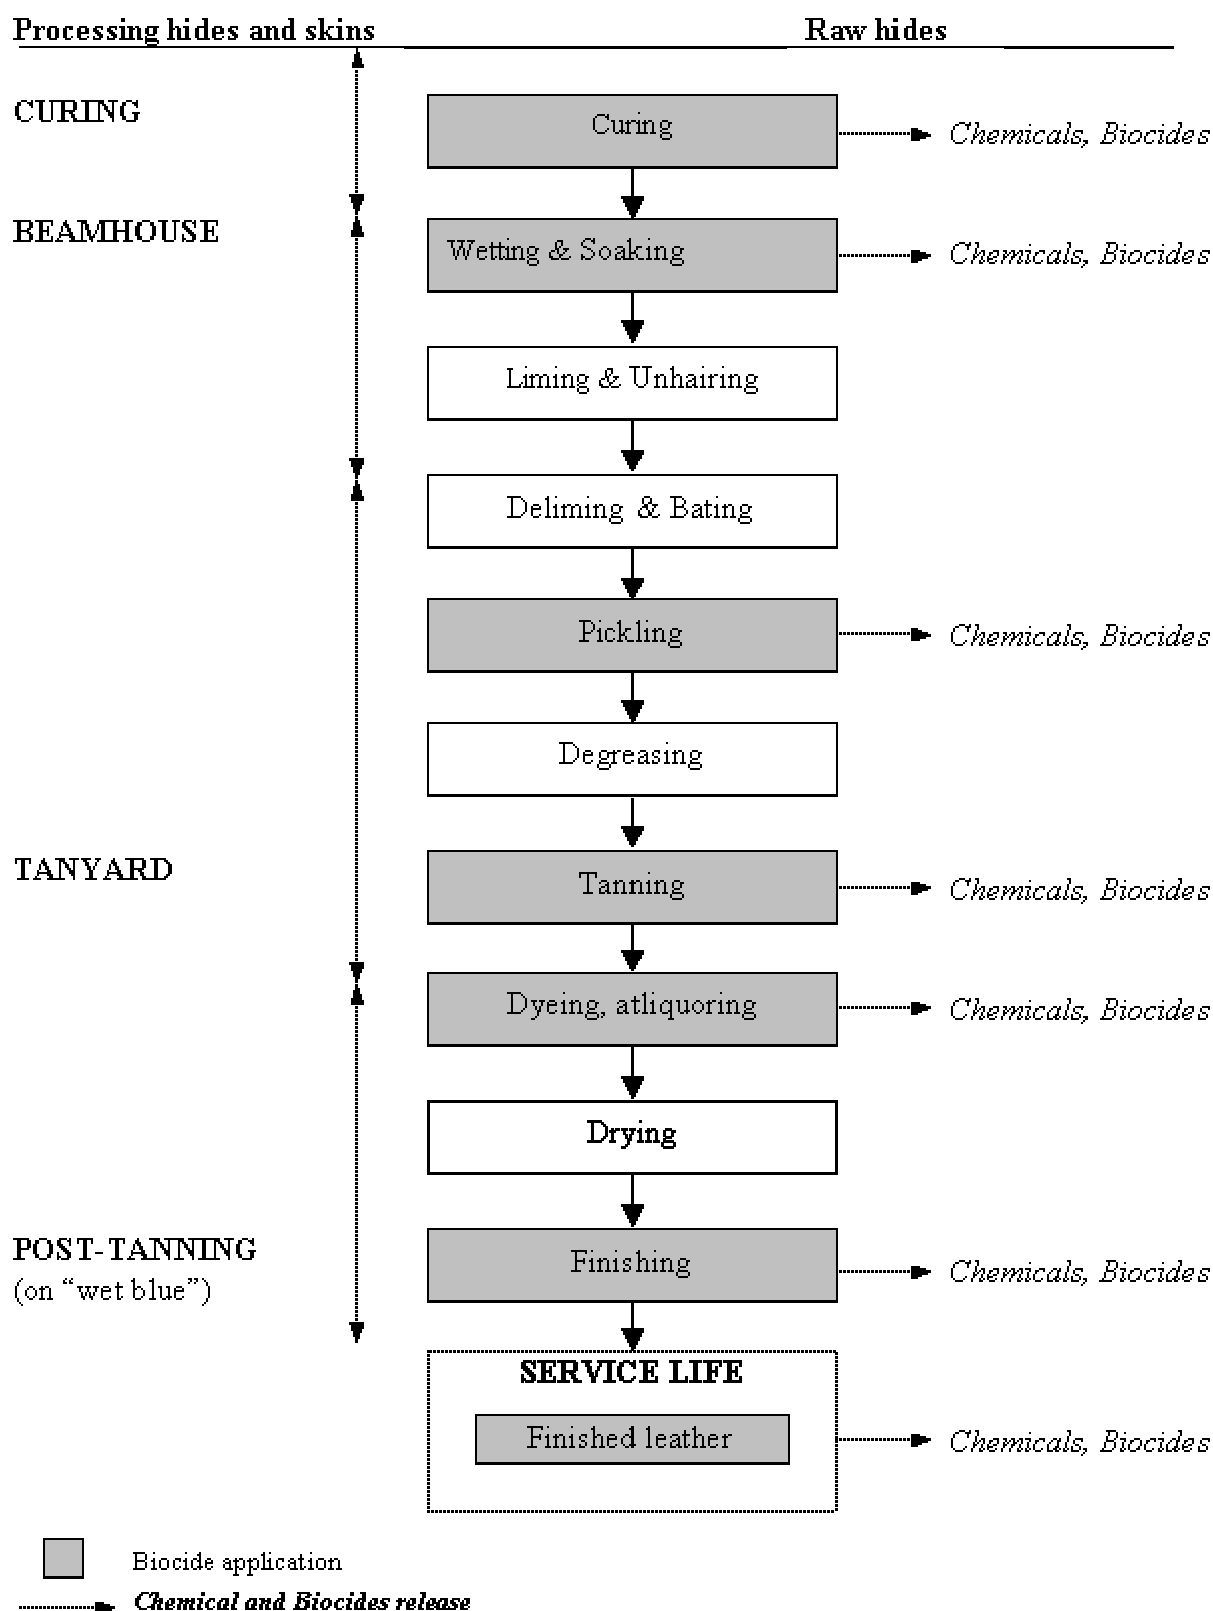 Processing hides and skins
Raw hides
CURING
Curing
Chemicals, Biocides
BEAMHOUSE
Wetting & Soaking
Chemicals, Biocides
Liming & Unhairing
Deliming & Bating
Pickling
Chemicals, Biocides
Degreasing
TANYARD
Tanning
Chemicals, Biocides
Dyeing, atliquoring
Chemicals, Biocides
Drying
POST-TANNING
(on “wet blue”)
Finishing
Chemicals, Biocides
SERVICE LIFE
Finished leather
Chemicals, Biocides
Biocide application
Chemical and Biocides release